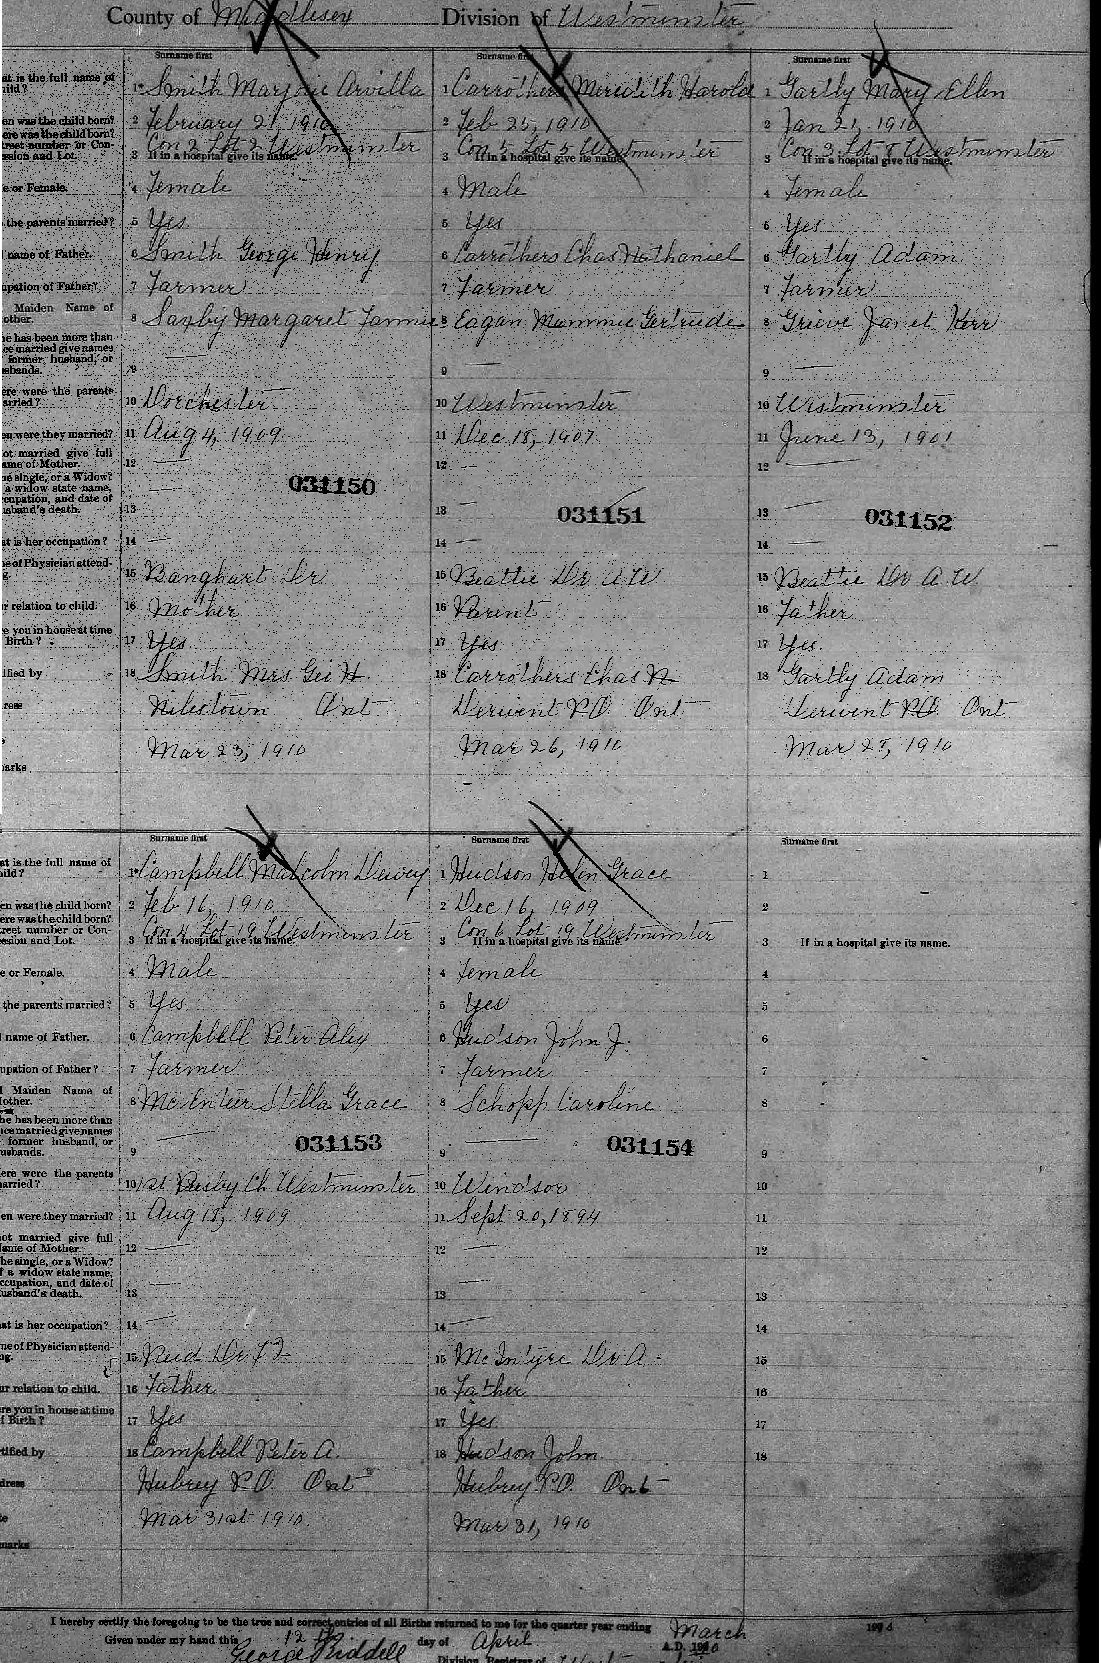 County of Middlesex Division of Westminster
Surname first Surname first Surname first
at is the full name of 1 Smith Marjorie Arvilla 1 Carrothers Meredith Harold 1 Gartly Mary Ellen
hild?
en was the child born? 2 February 21, 1910 2 Feb 25, 1910 2 Jan 21, 1910
ere was the child born? Con 2 Lot 2 Westminster Con 5 Lot 5 Westminster Con 3 Lot 8 Westminster
treet number or Con-
ession and Lot. 3 If in a hospital give its name. 3 If in a hospital give its name. 3 If in a hospital give its name.
e or Female. 4 Female 4 Male 4 Female
the parents married? 5 Yes 5 Yes 5 Yes
name of Father. 6 Smith George Henry 6 Carrothers Chas Nathaniel 6 Gartly Adam
upation of Father? 7 Farmer 7 Farmer 7 Farmer
Maiden Name of 8 Saxby Margaret Fannie 8 Eagan Mummie Gertrude 8 Grieve Janet Kerr
other.
he has been more than
ce married give names
former, husband, or
sbands. 9 — 9 — 9 —
ere were the parents 10 Dorchester 10 Westminster 10 Westminster
arried?
en were they married? 11 Aug 4, 1909 11 Dec 18, 1907 11 June 13, 1901
ot married give full 12 — 12 — 12 —
ame of Mother.
he single, or a Widow?
a widow state name, 031150 031151 031152
cupation, and date of
usband's death. 13 — 13 — 13 —
at is her occupation? 14 — 14 — 14 —
e of Physician attend- 15 Banghart Dr 15 Beattie Dr A W 15 Beattie Dr A W
g.
r relation to child. 16 Mother 16 Parent 16 Father
e you in house at time 17 Yes 17 Yes 17 Yes
Birth?
ified by 18 Smith Mrs Geo H 18 Carrothers Chas N 18 Gartly Adam
ress Nilestown Ont Derwent P.O. Ont Derwent P.O. Ont
Mar 23, 1910 Mar 26, 1910 Mar 27, 1910
arks
Surname first Surname first Surname first
at is the full name of 1 Campbell Malcolm Dewey 1 Hudson Helen Grace 1
hild?
en was the child born? 2 Feb 16, 1910 2 Dec 16, 1909 2
ere was the child born? Con 4 Lot 19 Westminster Con 6 Lot 19 Westminster
treet number or Con-
ession and Lot. 3 If in a hospital give its name. 3 If in a hospital give its name. 3 If in a hospital give its name.
e or Female. 4 Male 4 Female 4
the parents married? 5 Yes 5 Yes 5
name of Father. 6 Campbell Peter Alex 6 Hudson John J. 6
upation of Father? 7 Farmer 7 Farmer 7
Maiden Name of 8 McEnteer Stella Grace 8 Schopp Caroline 8
other.
he has been more than
ce married give names 031153 031154
former husband, or
usbands. 9 — 9 — 9
ere were the parents 10 1st Presby Ch Westminster 10 Windsor 10
arried?
en were they married? 11 Aug 18, 1909 11 Sept 20, 1894 11
ot married give full 12 — 12 — 12
ame of Mother.
he single, or a Widow?
f a widow state name,
ccupation, and date of
usband's death. 13 — 13 — 13
at is her occupation? 14 — 14 — 14
me of Physician attend- 15 Reid Dr 15 McIntyre Dr A 15
ng.
ur relation to child. 16 Father 16 Father 16
re you in house at time 17 Yes 17 Yes 17
f Birth?
tified by 18 Campbell Peter A. 18 Hudson John 18
dress Hubrey P.O. Ont Hubrey P.O. Ont
te Mar 31st 1910 Mar 31, 1910
marks
I hereby certify the foregoing to be the true and correct entries of all Births returned to me for the quarter year ending March 19
Given under my hand this 12 th day of April A.D. 1910
George Riddell Division Registrar of